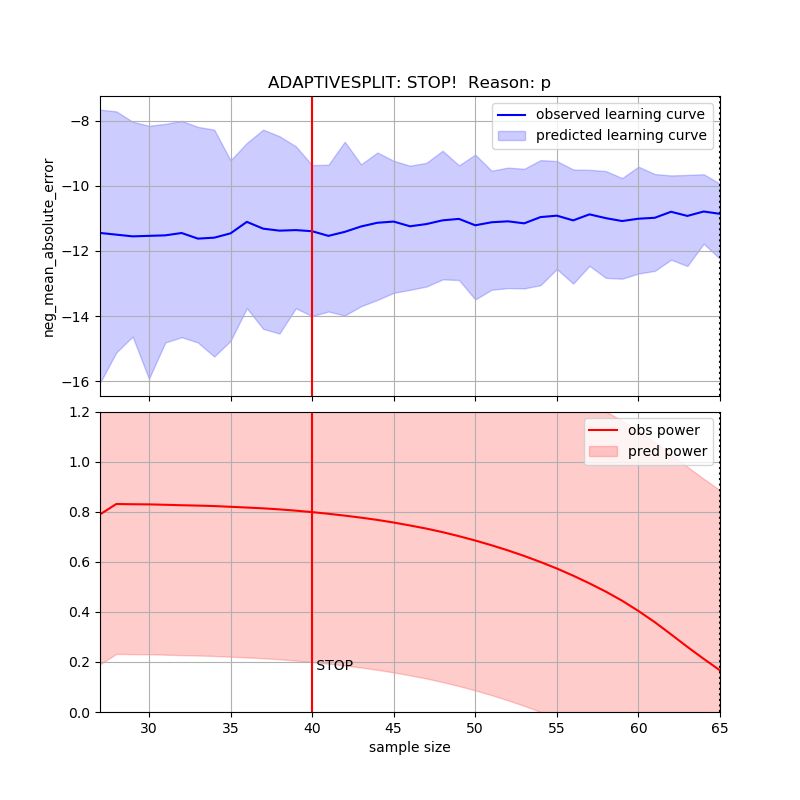 ADAPTIVESPLIT: STOP!  Reason: p
observed learning curve
predicted learning curve
−8
−10
−12
−14
−16
neg_mean_absolute_error
obs power
pred power
1.2
1.0
0.8
0.6
0.4
0.2
0.0
STOP
30 35 40 45 50 55 60 65
sample size